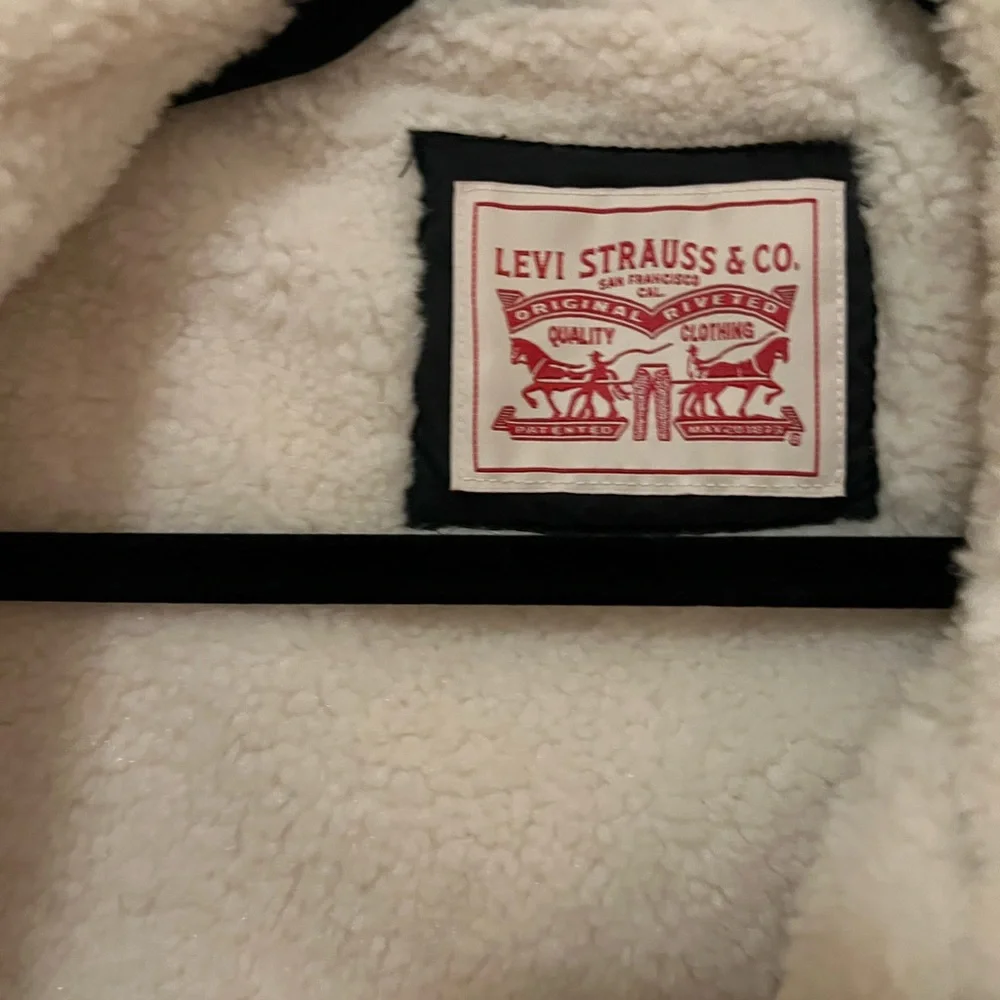 LEVI STRAUSS & CO.
SAN FRANCISCO
CAL.
ORIGINAL RIVETED
QUALITY CLOTHING
PATENTED MAY 20 1873
®